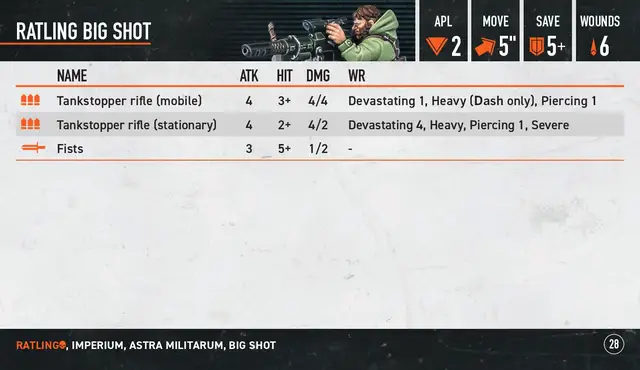 RATLING BIG SHOT
APL MOVE SAVE WOUNDS
2 5" 5+ 6
NAME ATK HIT DMG WR
Tankstopper rifle (mobile) 4 3+ 4/4 Devastating 1, Heavy (Dash only), Piercing 1
Tankstopper rifle (stationary) 4 2+ 4/2 Devastating 4, Heavy, Piercing 1, Severe
Fists 3 5+ 1/2 -
RATLING, IMPERIUM, ASTRA MILITARUM, BIG SHOT 28